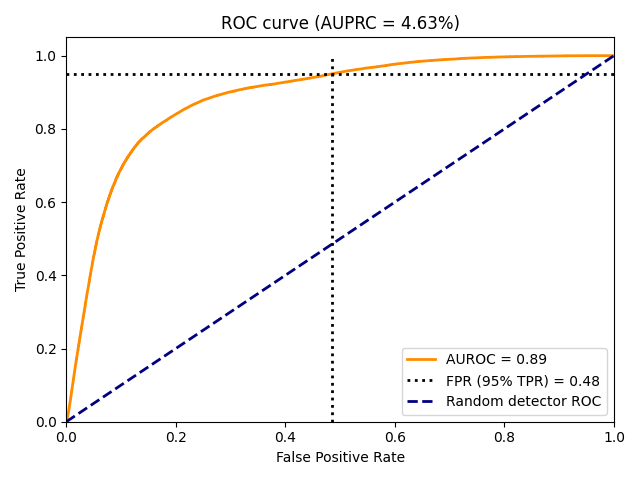 ROC curve (AUPRC = 4.63%)
True Positive Rate
1.0
0.8
0.6
0.4
0.2
0.0
AUROC = 0.89
FPR (95% TPR) = 0.48
Random detector ROC
0.0 0.2 0.4 0.6 0.8 1.0
False Positive Rate